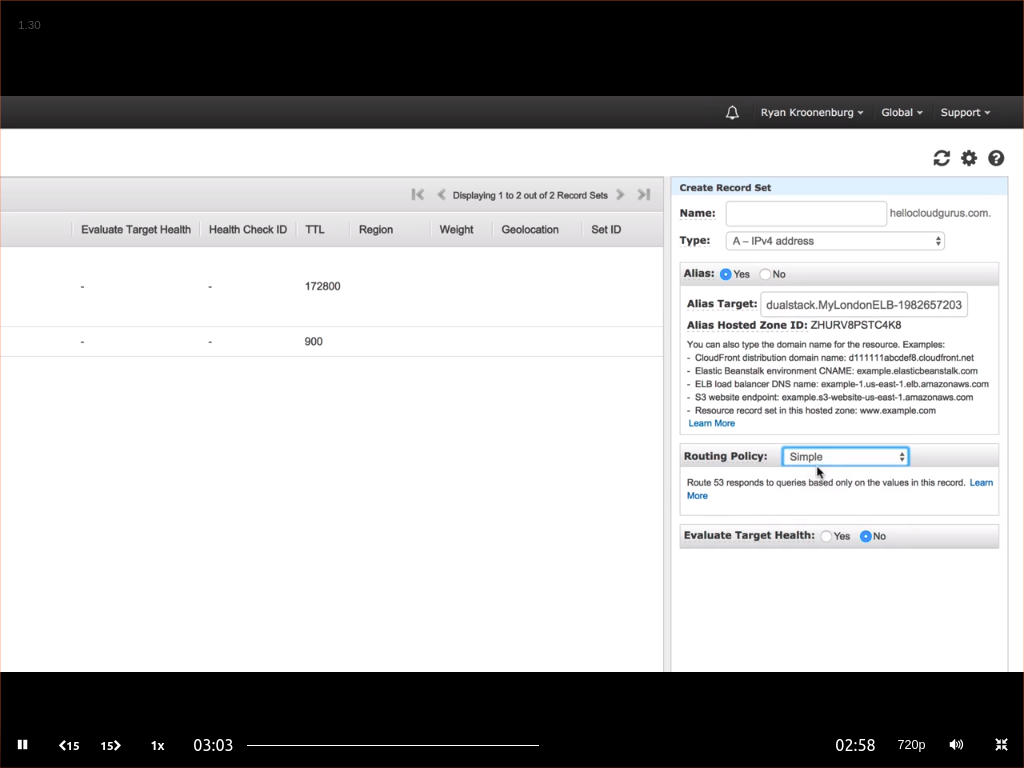 1.30
Ryan Kroonenburg Global Support
Displaying 1 to 2 out of 2 Record Sets
Evaluate Target Health Health Check ID TTL Region Weight Geolocation Set ID
- - 172800
- - 900
Create Record Set
Name: hellocloudgurus.com.
Type: A – IPv4 address
Alias: Yes No
Alias Target: dualstack.MyLondonELB-1982657203
Alias Hosted Zone ID: ZHURV8PSTC4K8
You can also type the domain name for the resource. Examples:
- CloudFront distribution domain name: d111111abcdef8.cloudfront.net
- Elastic Beanstalk environment CNAME: example.elasticbeanstalk.com
- ELB load balancer DNS name: example-1.us-east-1.elb.amazonaws.com
- S3 website endpoint: example.s3-website-us-east-1.amazonaws.com
- Resource record set in this hosted zone: www.example.com
Learn More
Routing Policy: Simple
Route 53 responds to queries based only on the values in this record. Learn
More
Evaluate Target Health: Yes No
15 15 1x 03:03 02:58 720p